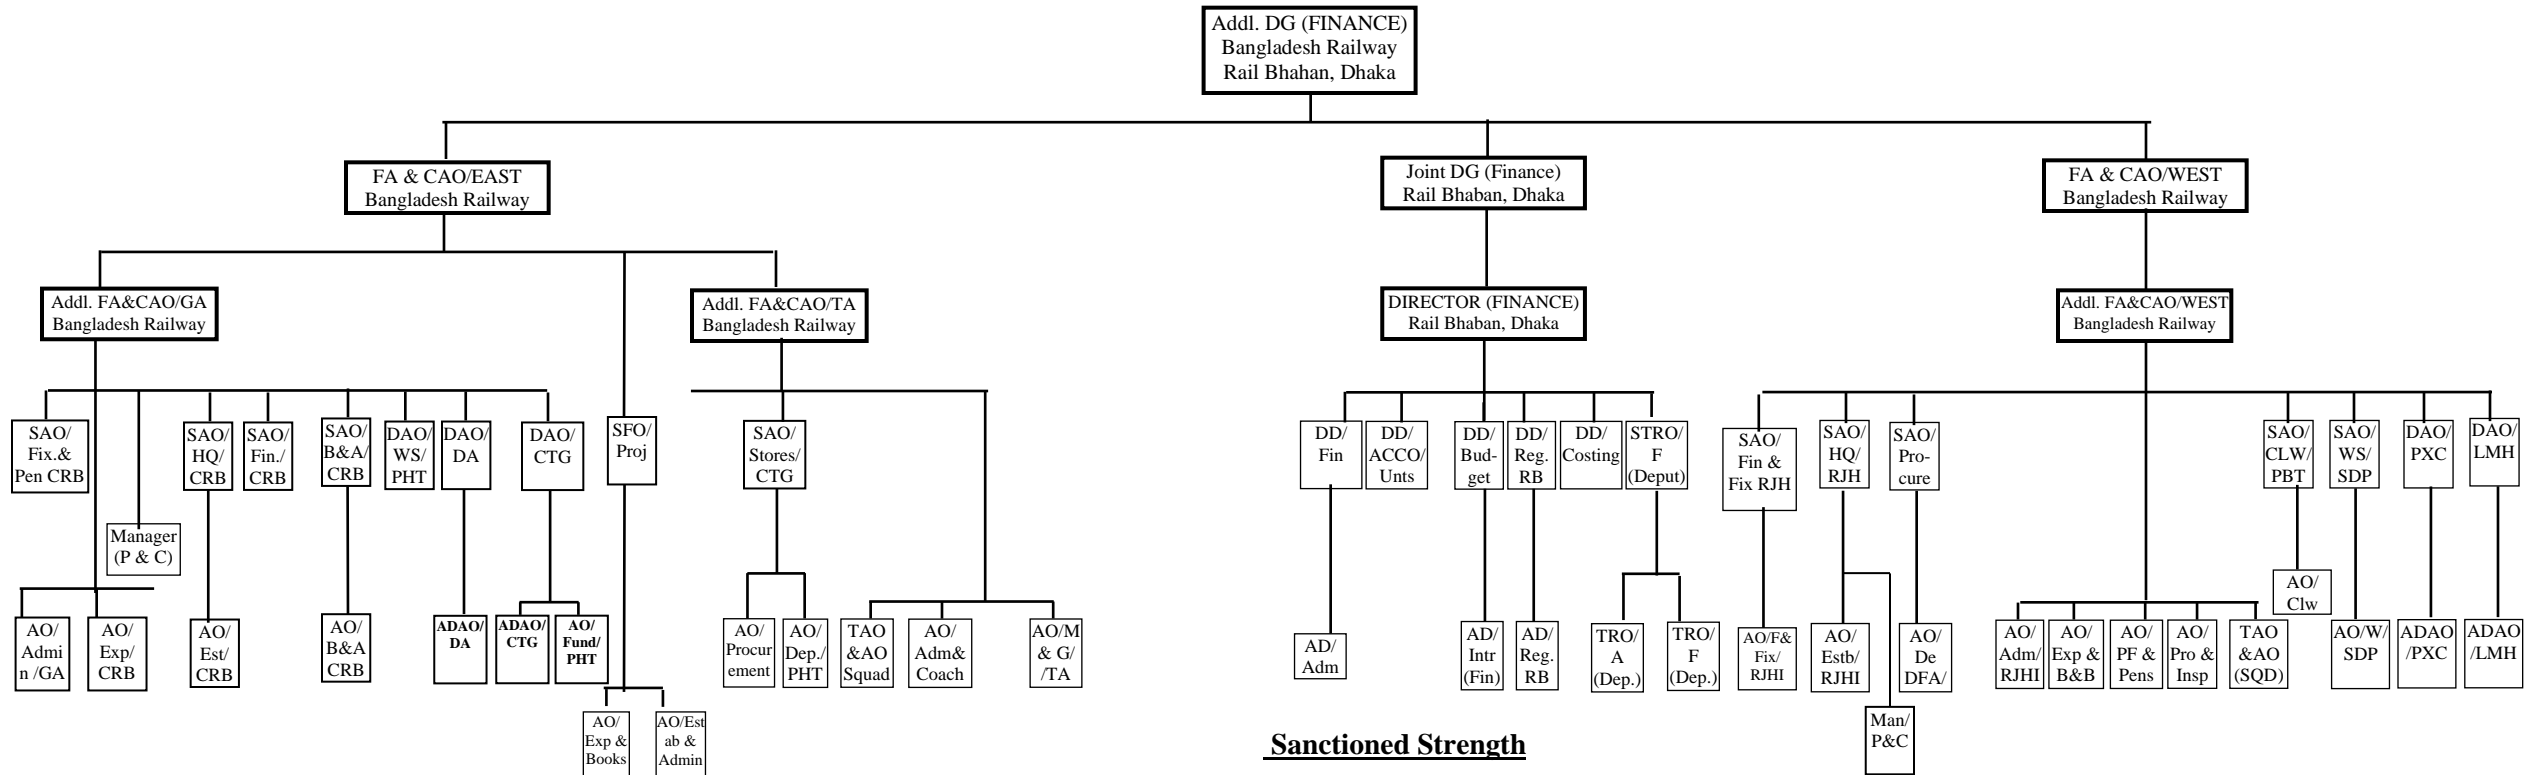 Addl. DG (FINANCE)
Bangladesh Railway
Rail Bhahan, Dhaka
FA & CAO/EAST
Bangladesh Railway
Joint DG (Finance)
Rail Bhaban, Dhaka
FA & CAO/WEST
Bangladesh Railway
Addl. FA&CAO/GA
Bangladesh Railway
Addl. FA&CAO/TA
Bangladesh Railway
DIRECTOR (FINANCE)
Rail Bhaban, Dhaka
Addl. FA&CAO/WEST
Bangladesh Railway
SAO/
Fix.&
Pen CRB
SAO/
HQ/
CRB
SAO/
Fin./
CRB
SAO/
B&A/
CRB
DAO/
WS/
PHT
DAO/
DA
DAO/
CTG
SFO/
Proj
SAO/
Stores/
CTG
DD/
Fin
DD/
ACCO/
Unts
DD/
Bud-
get
DD/
Reg.
RB
DD/
Costing
STRO/
F
(Deput)
SAO/
Fin &
Fix RJH
SAO/
HQ/
RJH
SAO/
Pro-
cure
SAO/
CLW/
PBT
SAO/
WS/
SDP
DAO/
PXC
DAO/
LMH
Manager
(P & C)
AO/
Clw
AO/
Admi
n /GA
AO/
Exp/
CRB
AO/
Est/
CRB
AO/
B&A
CRB
ADAO/
DA
ADAO/
CTG
AO/
Fund/
PHT
AO/
Procur
ement
AO/
Dep./
PHT
TAO
&AO
Squad
AO/
Adm&
Coach
AO/M
& G/
/TA
AD/
Adm
AD/
Intr
(Fin)
AD/
Reg.
RB
TRO/
A
(Dep.)
TRO/
F
(Dep.)
AO/F&
Fix/
RJHI
AO/
Estb/
RJHI
AO/
De
DFA/
AO/
Adm/
RJHI
AO/
Exp &
B&B
AO/
PF &
Pens
AO/
Pro &
Insp
TAO
&AO
(SQD)
AO/W/
SDP
ADAO
/PXC
ADAO
/LMH
AO/
Exp &
Books
AO/Est
ab &
Admin
Man/
P&C
Sanctioned Strength